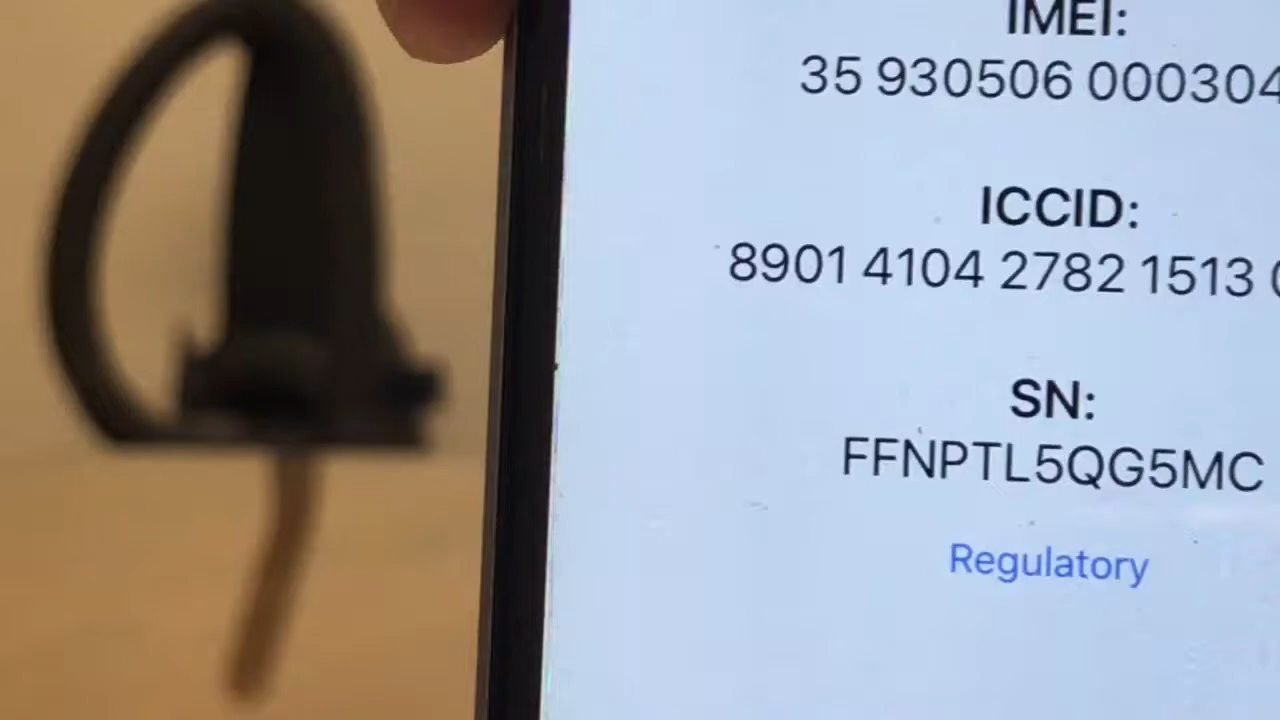 IMEI:
35 930506 000304
ICCID:
8901 4104 2782 1513
SN:
FFNPTL5QG5MC
Regulatory